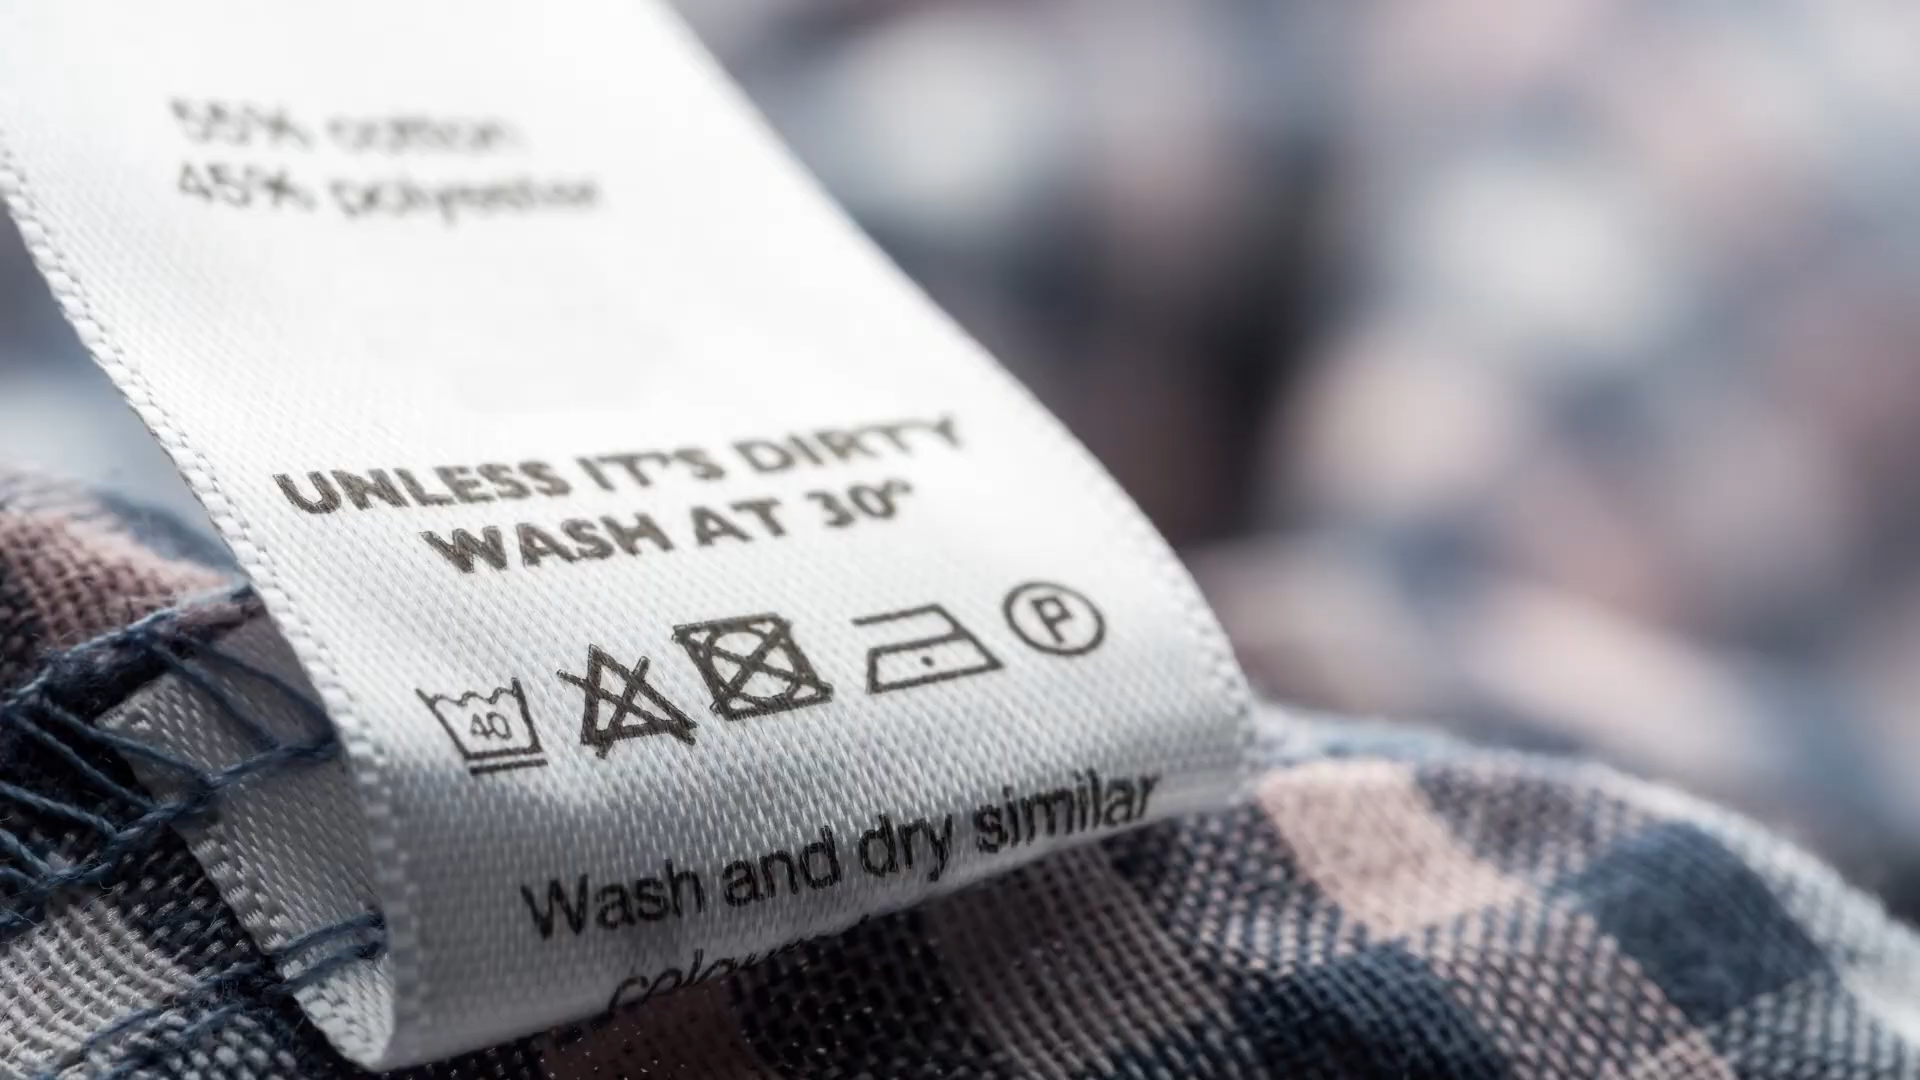 55% cotton
45% polyester
UNLESS IT'S DIRTY
WASH AT 30°
40
P
Wash and dry similar